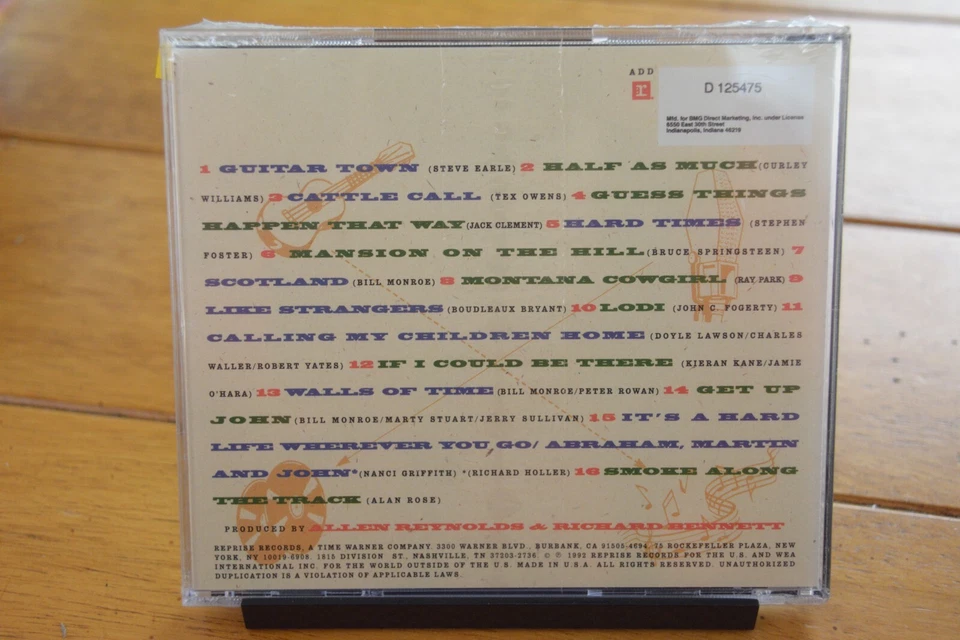 ADD
r
D 125475
Mfd. for BMG Direct Marketing, Inc. under License
6550 East 30th Street
Indianapolis, Indiana 46219
1 GUITAR TOWN (STEVE EARLE) 2 HALF AS MUCH (CURLEY
WILLIAMS) 3 CATTLE CALL (TEX OWENS) 4 GUESS THINGS
HAPPEN THAT WAY (JACK CLEMENT) 5 HARD TIMES (STEPHEN
FOSTER) 6 MANSION ON THE HILL (BRUCE SPRINGSTEEN) 7
SCOTLAND (BILL MONROE) 8 MONTANA COWGIRL (RAY PARK) 9
LIKE STRANGERS (BOUDLEAUX BRYANT) 10 LODI (JOHN C. FOGERTY) 11
CALLING MY CHILDREN HOME (DOYLE LAWSON/CHARLES
WALLER/ROBERT YATES) 12 IF I COULD BE THERE (KIERAN KANE/JAMIE
O'HARA) 13 WALLS OF TIME (BILL MONROE/PETER ROWAN) 14 GET UP
JOHN (BILL MONROE/MARTY STUART/JERRY SULLIVAN) 15 IT'S A HARD
LIFE WHEREVER YOU GO/ ABRAHAM, MARTIN
AND JOHN* (NANCI GRIFFITH) *(RICHARD HOLLER) 16 SMOKE ALONG
THE TRACK (ALAN ROSE)
PRODUCED BY ALLEN REYNOLDS & RICHARD BENNETT
REPRISE RECORDS, A TIME WARNER COMPANY. 3300 WARNER BLVD., BURBANK, CA 91505-4694. 75 ROCKEFELLER PLAZA, NEW
YORK, NY 10019-6908. 1815 DIVISION ST., NASHVILLE, TN 37203-2736 © ℗ 1992 REPRISE RECORDS FOR THE U.S. AND WEA
INTERNATIONAL INC. FOR THE WORLD OUTSIDE OF THE U.S. MADE IN U.S.A. ALL RIGHTS RESERVED. UNAUTHORIZED
DUPLICATION IS A VIOLATION OF APPLICABLE LAWS